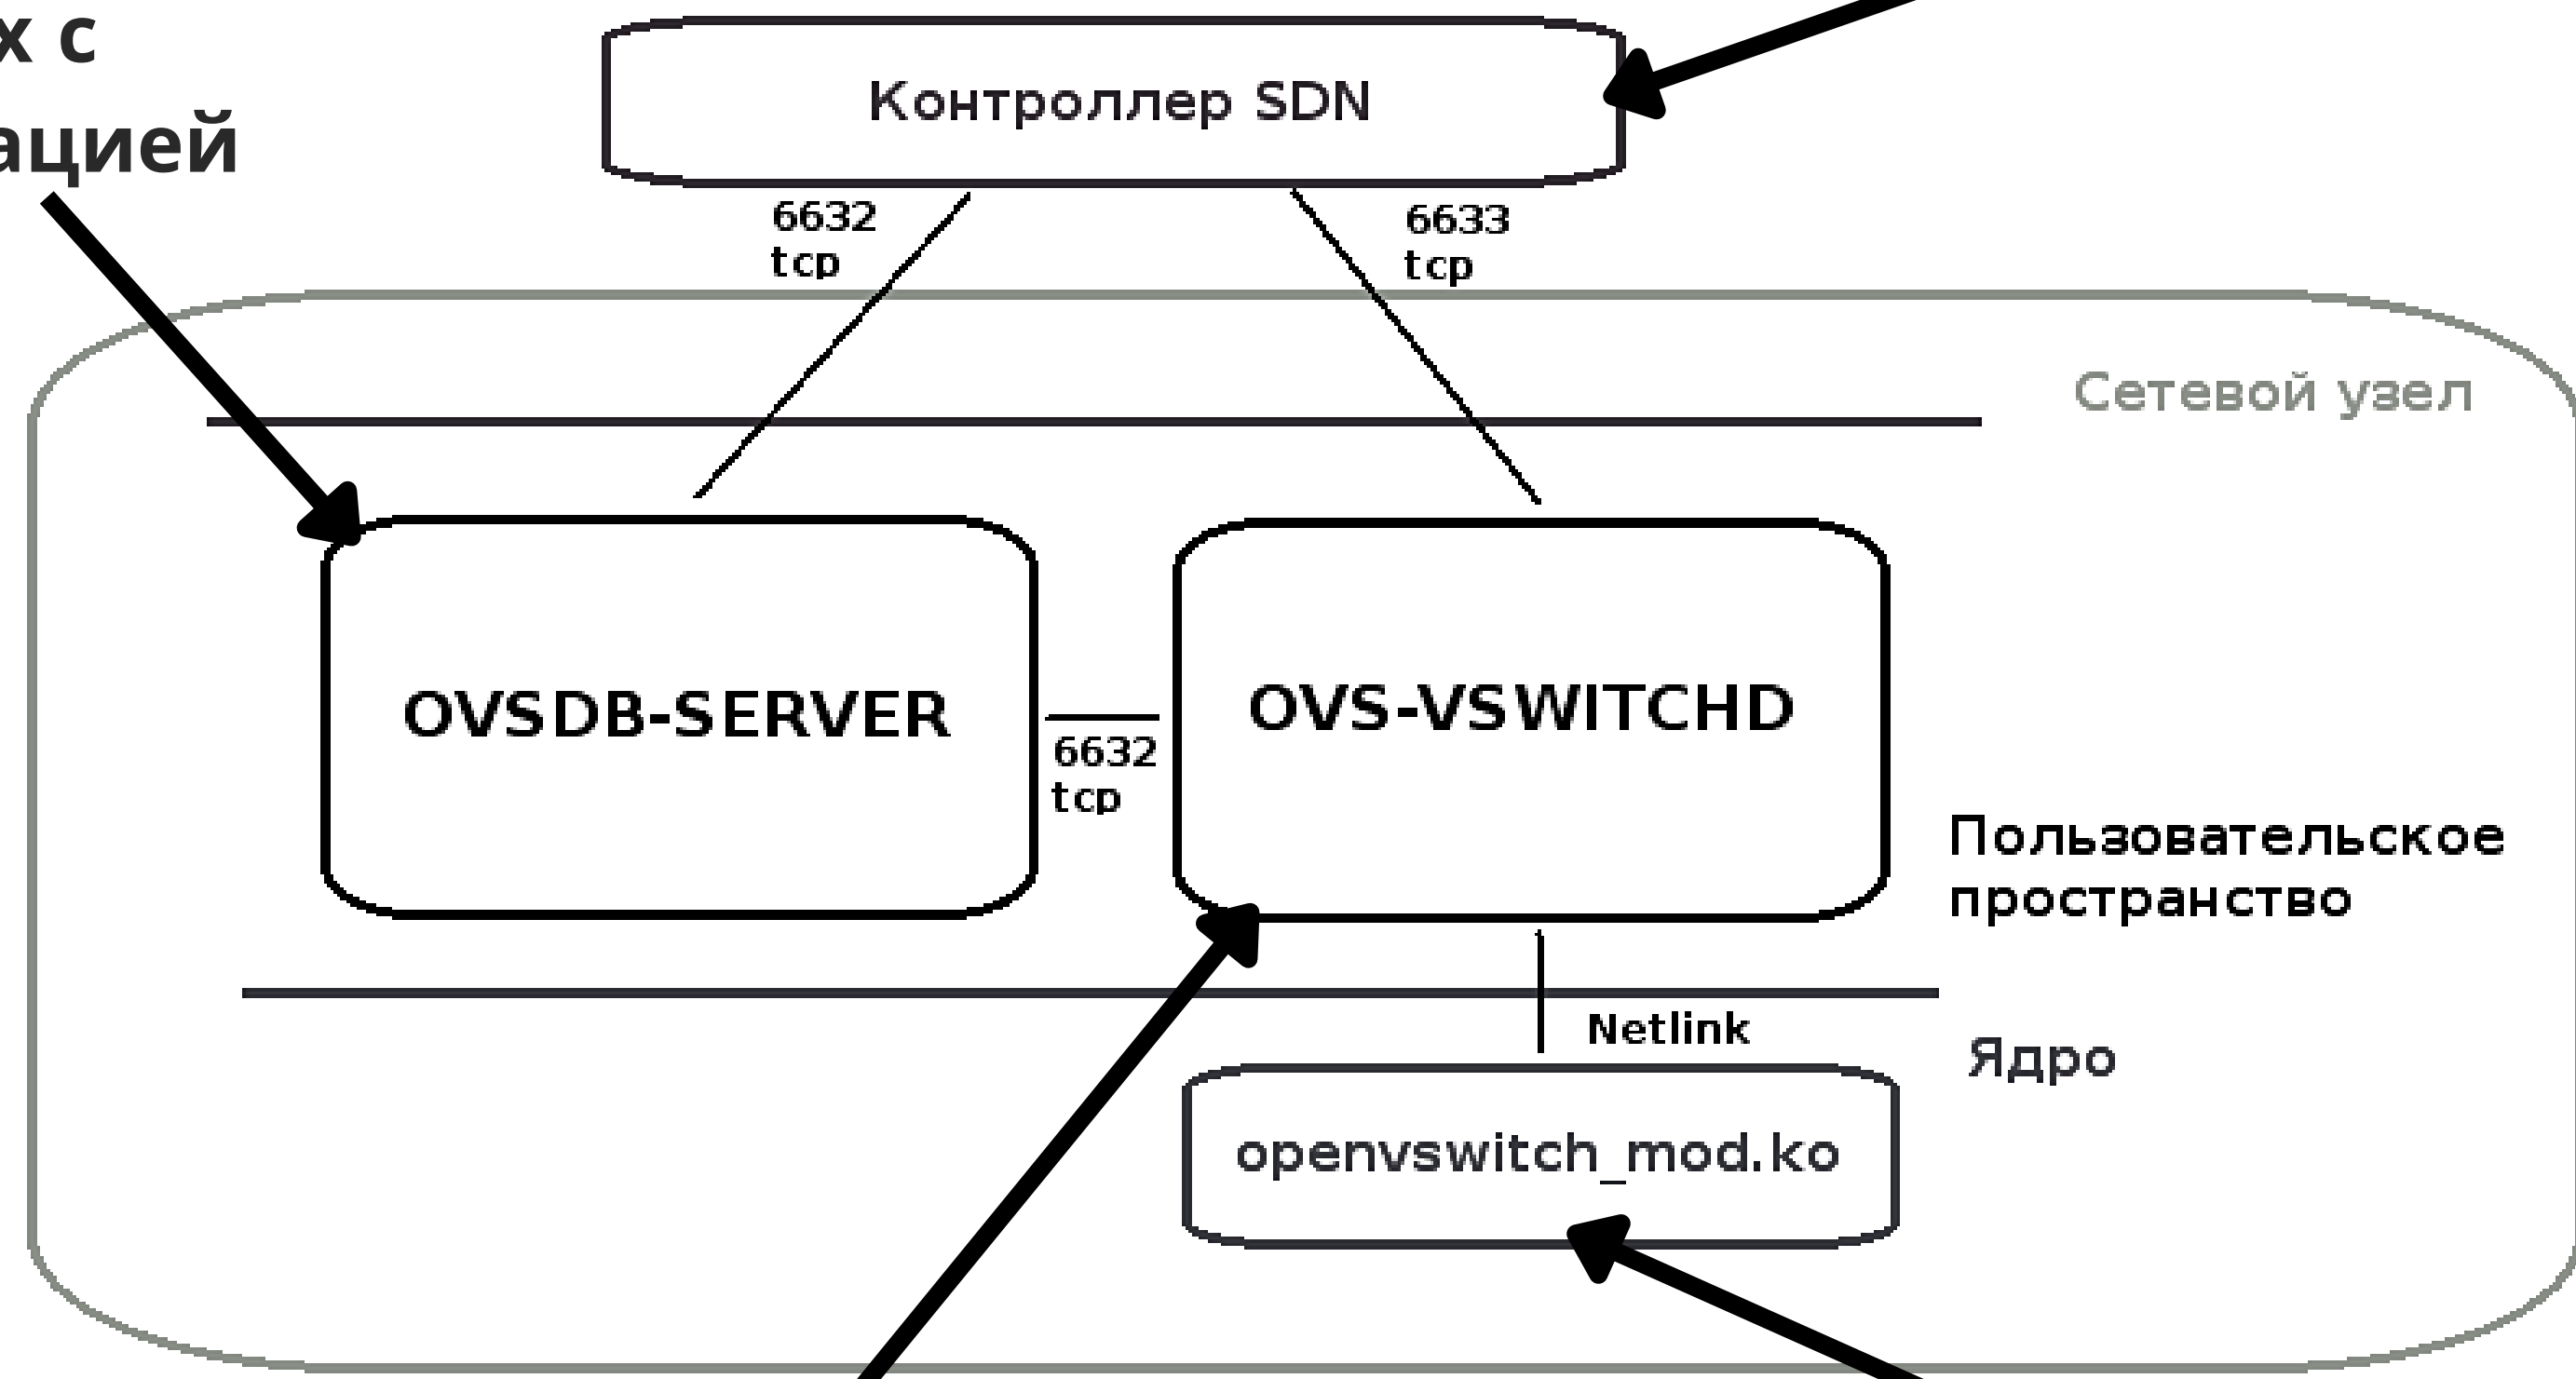 х с
ацией
Контроллер SDN
6632
tcp
6633
tcp
Сетевой узел
OVSDB-SERVER
OVS-VSWITCHD
6632
tcp
Пользовательское
пространство
Netlink
Ядро
openvswitch_mod.ko